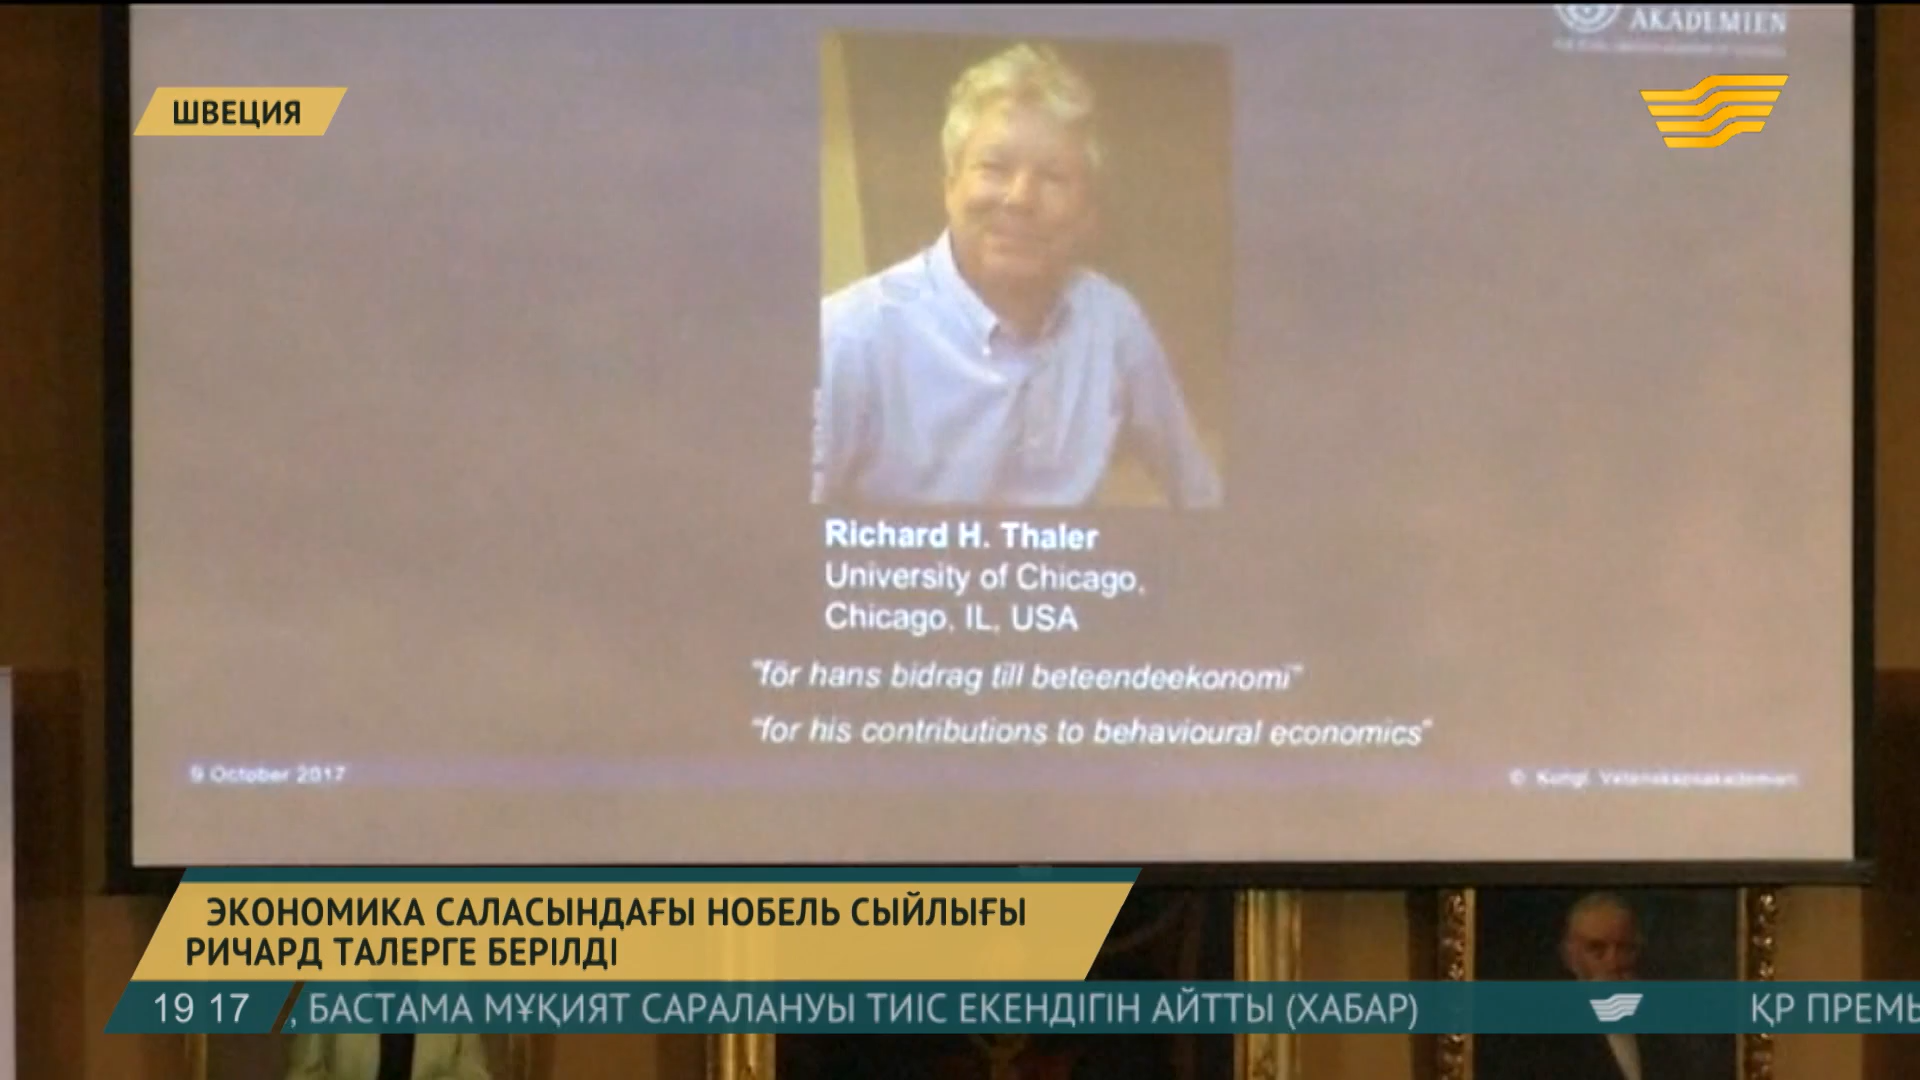 AKADEMIEN
ШВЕЦИЯ
Richard H. Thaler
University of Chicago,
Chicago, IL, USA
"för hans bidrag till beteendeekonomi"
"for his contributions to behavioural economics"
9 October 2017
© Kungl. Vetenskapsakademien
ЭКОНОМИКА САЛАСЫНДАҒЫ НОБЕЛЬ СЫЙЛЫҒЫ
РИЧАРД ТАЛЕРГЕ БЕРІЛДІ
19 17 , БАСТАМА МҰҚИЯТ САРАЛАНУЫ ТИІС ЕКЕНДІГІН АЙТТЫ (ХАБАР) ҚР ПРЕМЬ